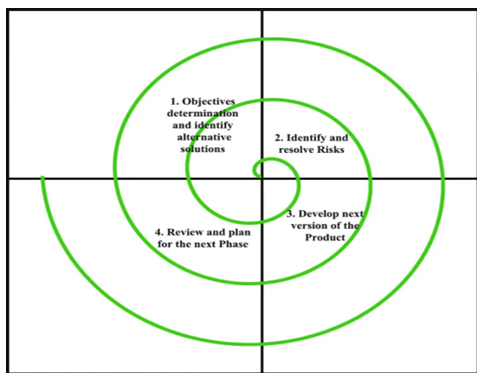 1. Objectives
determination
and identify
alternative
solutions
2. Identify and
resolve Risks
3. Develop next
version of the
Product
4. Review and plan
for the next Phase